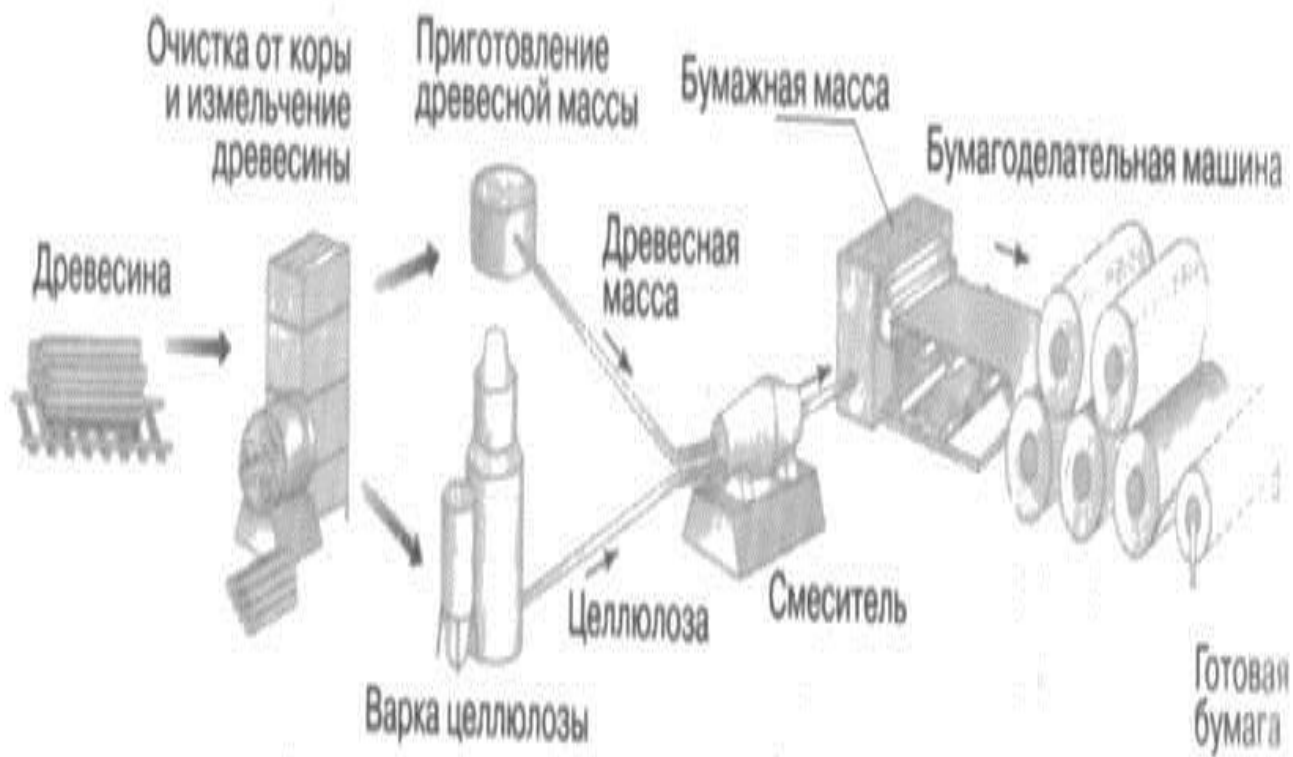 Очистка от коры
и измельчение
древесины
Приготовление
древесной массы
Бумажная масса
Бумагоделательная машина
Древесина
Древесная
масса
Целлюлоза
Смеситель
Варка целлюлозы
Готовая
бумага